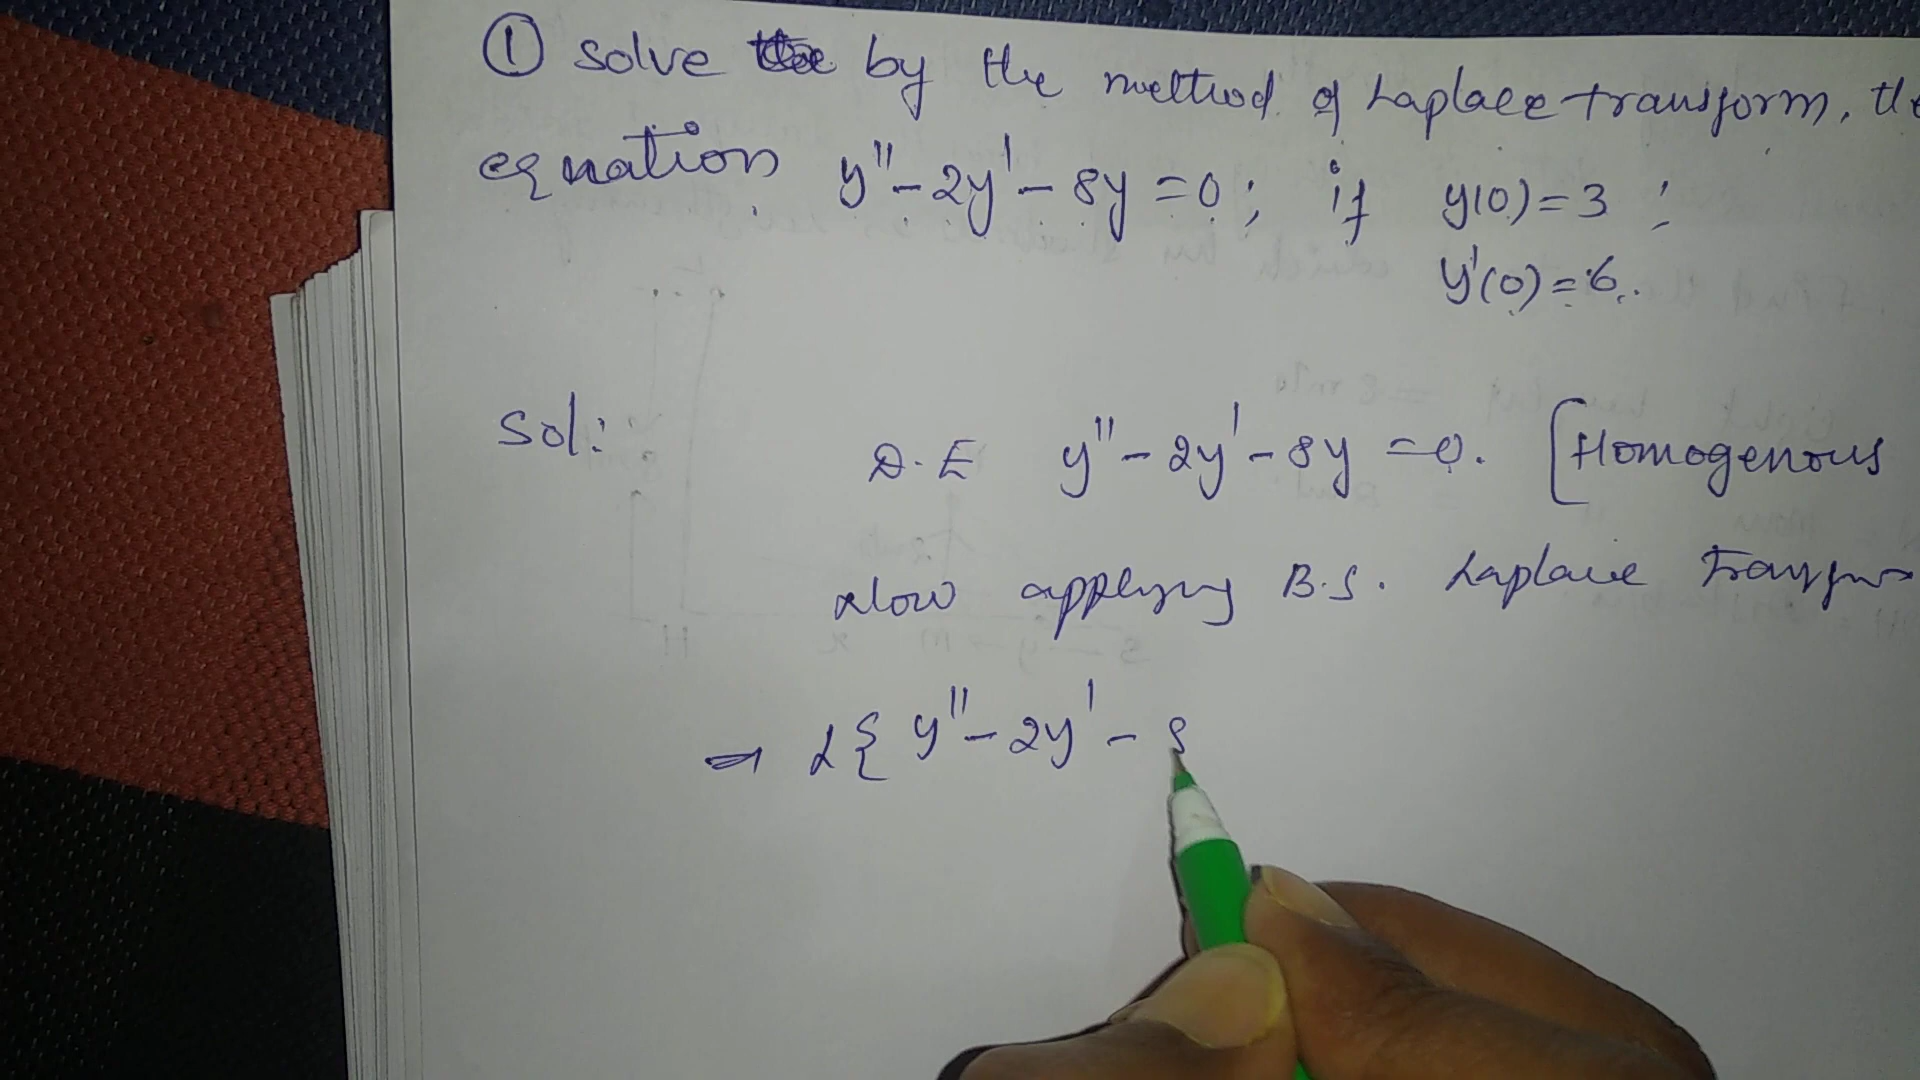 ① solve by the method of Laplace transform, the
equation y'' - 2y' - 8y = 0; if y(0) = 3;
y'(0) = 6.
Sol: D.E y'' - 2y' - 8y = 0. [Homogenous
Now applying B.S. Laplace Transform
⇒ L{y'' - 2y' - 8